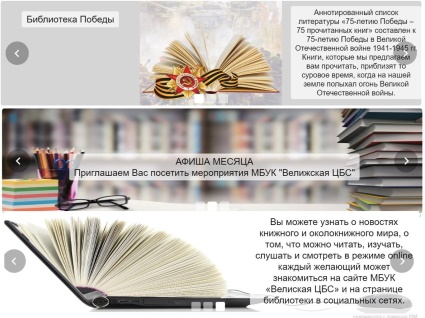 Библиотека Победы
Аннотированный список
литературы «75-летию Победы –
75 прочитанных книг» составлен к
75-летию Победы в Великой
Отечественной войне 1941-1945 гг.
Книги, которые мы предлагаем
вам прочитать, приблизят то
суровое время, когда на нашей
земле полыхал огонь Великой
Отечественной войны.
АФИША МЕСЯЦА
Приглашаем Вас посетить мероприятия МБУК "Велижская ЦБС"
Вы можете узнать о новостях
книжного и околокнижного мира, о
том, что можно читать, изучать,
слушать и смотреть в режиме online
каждый желающий может
знакомиться на сайте МБУК
«Велиская ЦБС» и на странице
библиотеки в социальных сетях.